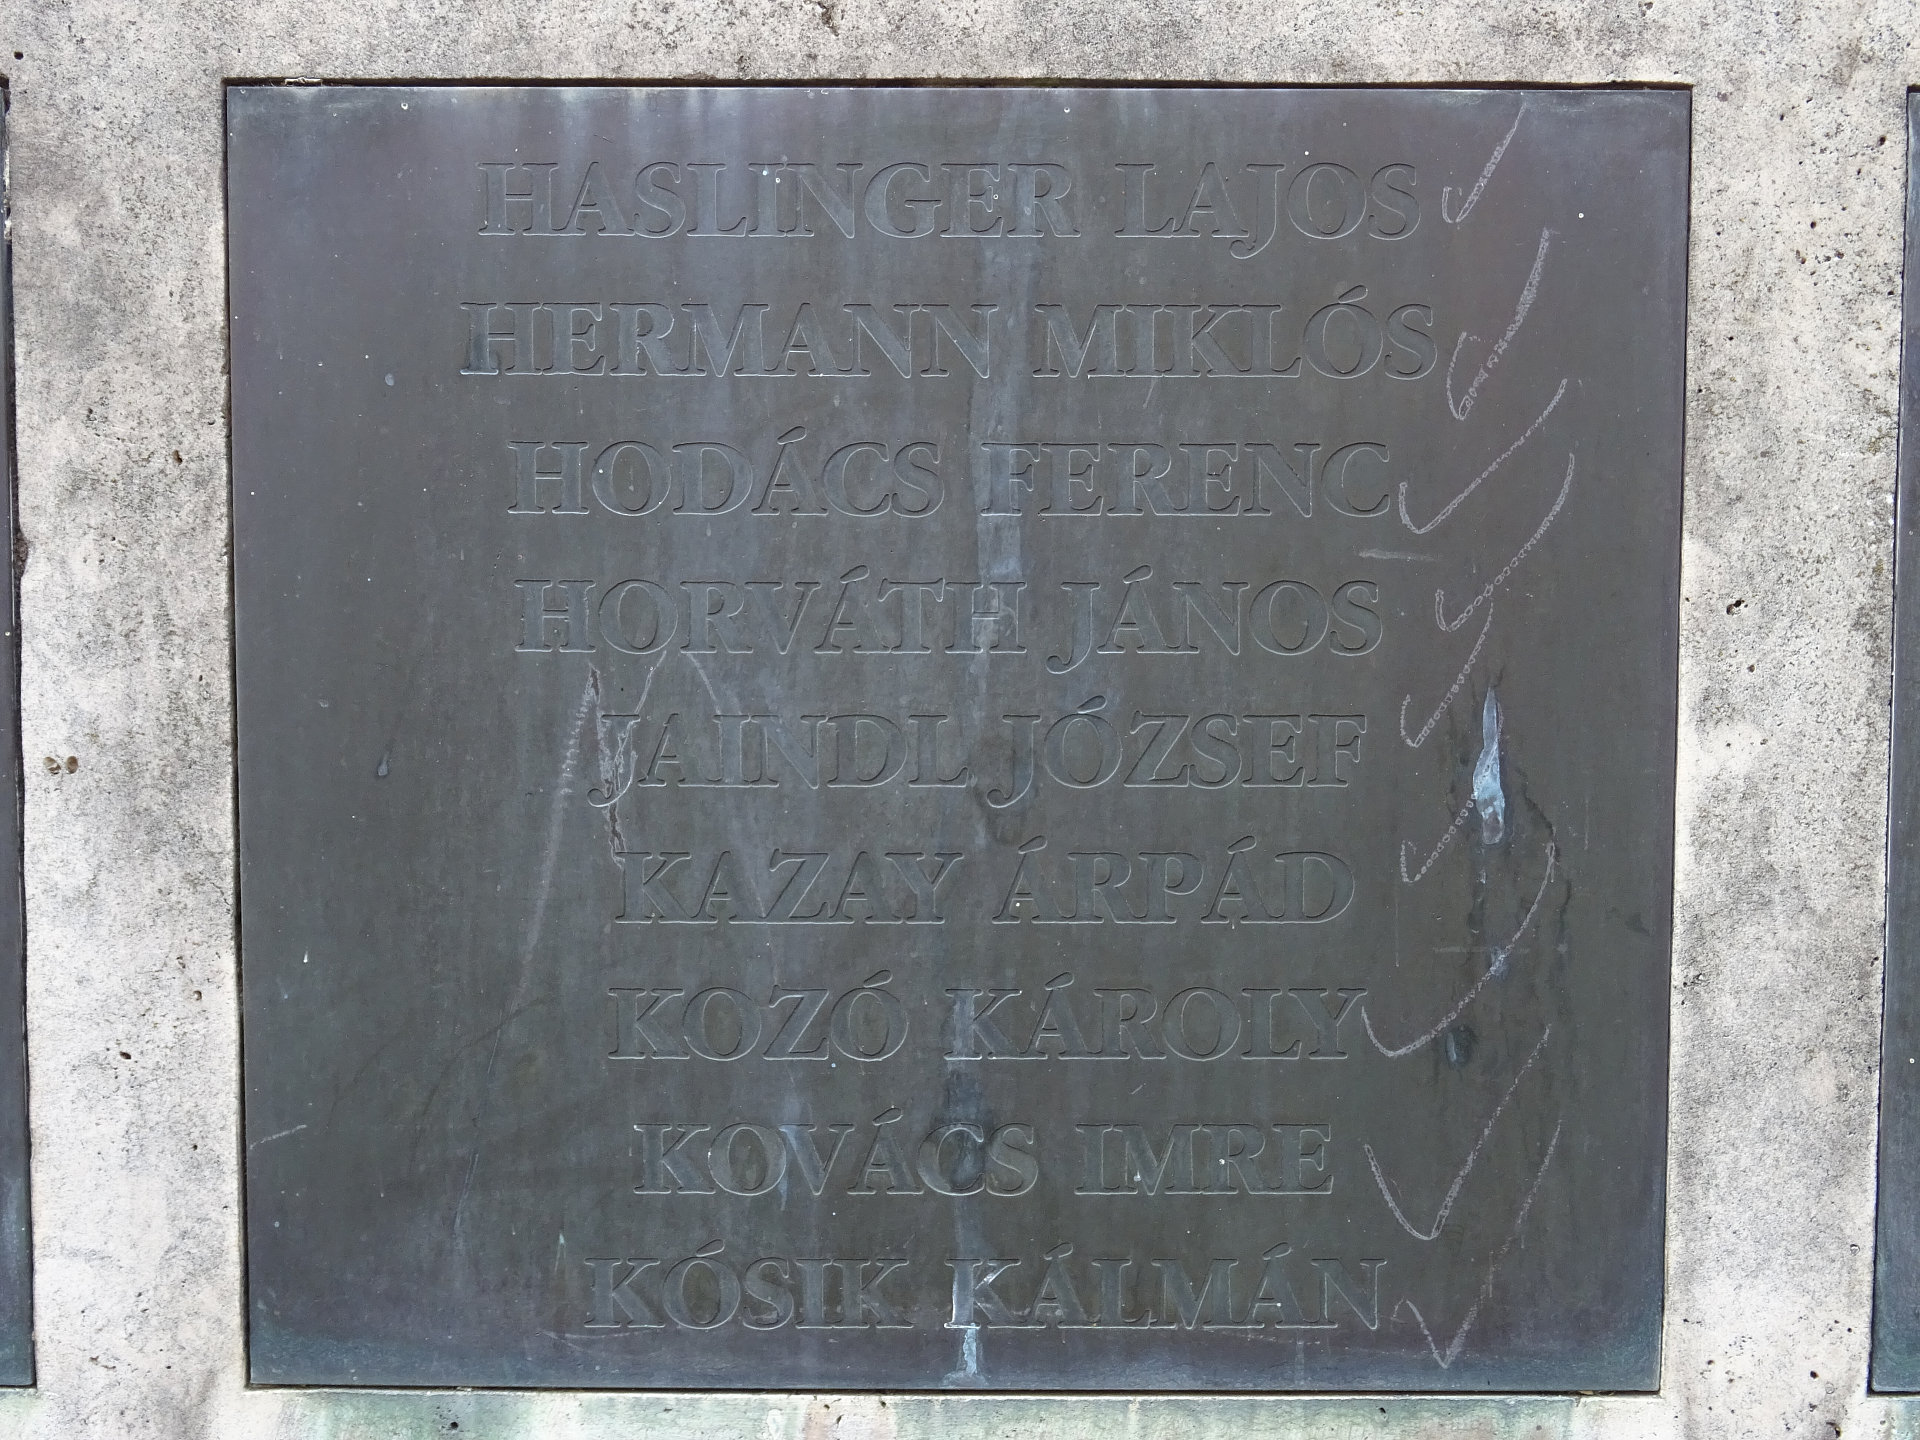 HASLINGER LAJOS
HERMANN MIKLÓS
HODÁCS FERENC
HORVÁTH JÁNOS
JAINDL JÓZSEF
KAZAY ÁRPÁD
KOZÓ KÁROLY
KOVÁCS IMRE
KÓSIK KÁLMÁN